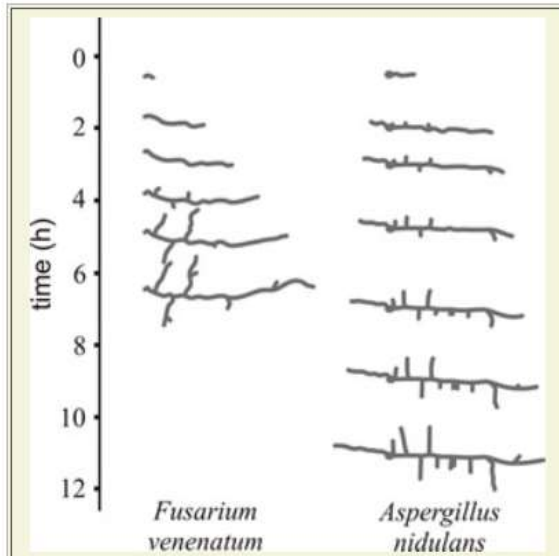 0
2
4
6
8
10
12
time (h)
Fusarium
venenatum
Aspergillus
nidulans